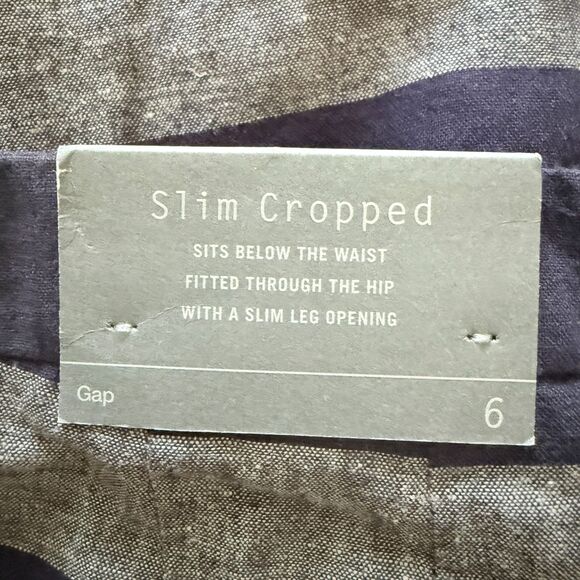 Slim Cropped
SITS BELOW THE WAIST
FITTED THROUGH THE HIP
WITH A SLIM LEG OPENING
Gap
6